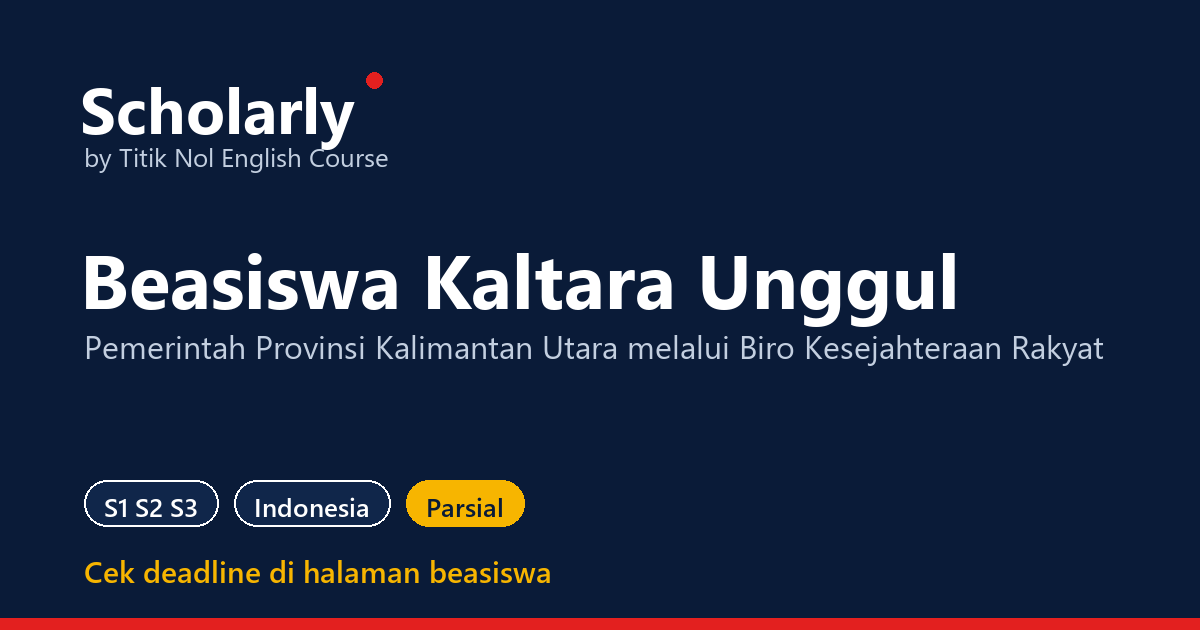 Scholarly
by Titik Nol English Course
Beasiswa Kaltara Unggul
Pemerintah Provinsi Kalimantan Utara melalui Biro Kesejahteraan Rakyat
S1 S2 S3 Indonesia Parsial
Cek deadline di halaman beasiswa